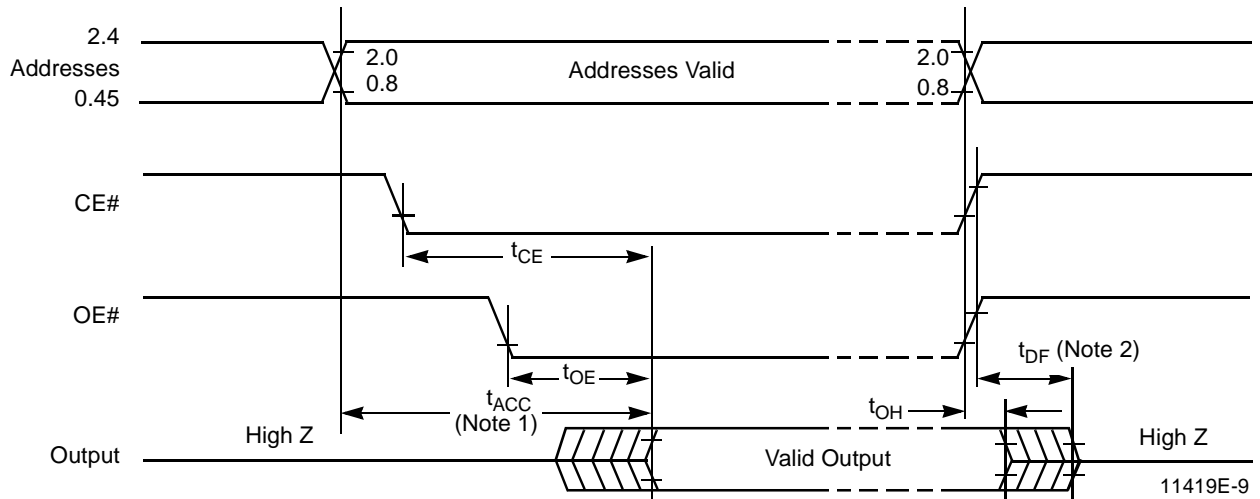 2.4
Addresses
0.45
2.0
0.8
Addresses Valid
2.0
0.8
CE#
tCE
OE#
tOE
tDF (Note 2)
tACC
(Note 1)
tOH
Output
High Z
Valid Output
High Z
11419E-9